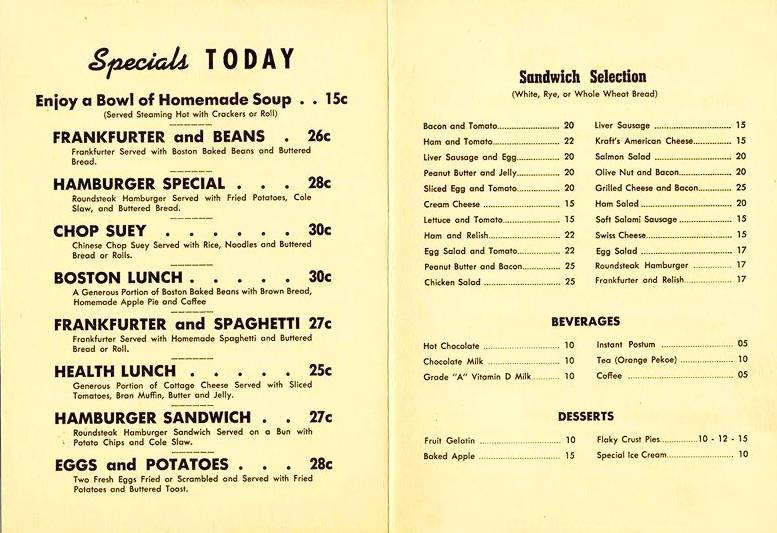 Specials TODAY
Enjoy a Bowl of Homemade Soup . . 15c
(Served Steaming Hot with Crackers or Roll)
FRANKFURTER and BEANS . 26c
Frankfurter Served with Boston Baked Beans and Buttered
Bread.
HAMBURGER SPECIAL . . . 28c
Roundsteak Hamburger Served with Fried Potatoes, Cole
Slaw, and Buttered Bread.
CHOP SUEY . . . . . 30c
Chinese Chop Suey Served with Rice, Noodles and Buttered
Bread or Rolls.
BOSTON LUNCH . . . . . 30c
A Generous Portion of Boston Baked Beans with Brown Bread,
Homemade Apple Pie and Coffee
FRANKFURTER and SPAGHETTI 27c
Frankfurter Served with Homemade Spaghetti and Buttered
Bread or Roll.
HEALTH LUNCH . . . . . 25c
Generous Portion of Cottage Cheese Served with Sliced
Tomatoes, Bran Muffin, Butter and Jelly.
HAMBURGER SANDWICH . . 27c
Roundsteak Hamburger Sandwich Served on a Bun with
Potato Chips and Cole Slaw.
EGGS and POTATOES . . . 28c
Two Fresh Eggs Fried or Scrambled and Served with Fried
Potatoes and Buttered Toast.
Sandwich Selection
(White, Rye, or Whole Wheat Bread)
Bacon and Tomato 20
Ham and Tomato 22
Liver Sausage and Egg 20
Peanut Butter and Jelly 20
Sliced Egg and Tomato 20
Cream Cheese 15
Lettuce and Tomato 15
Ham and Relish 22
Egg Salad and Tomato 22
Peanut Butter and Bacon 25
Chicken Salad 25
Liver Sausage 15
Kraft's American Cheese 15
Salmon Salad 20
Olive Nut and Bacon 20
Grilled Cheese and Bacon 25
Ham Salad 20
Soft Salami Sausage 15
Swiss Cheese 15
Egg Salad 17
Roundsteak Hamburger 17
Frankfurter and Relish 17
BEVERAGES
Hot Chocolate 10
Chocolate Milk 10
Grade "A" Vitamin D Milk 10
Instant Postum 05
Tea (Orange Pekoe) 10
Coffee 05
DESSERTS
Fruit Gelatin 10
Baked Apple 15
Flaky Crust Pies 10 - 12 - 15
Special Ice Cream 10